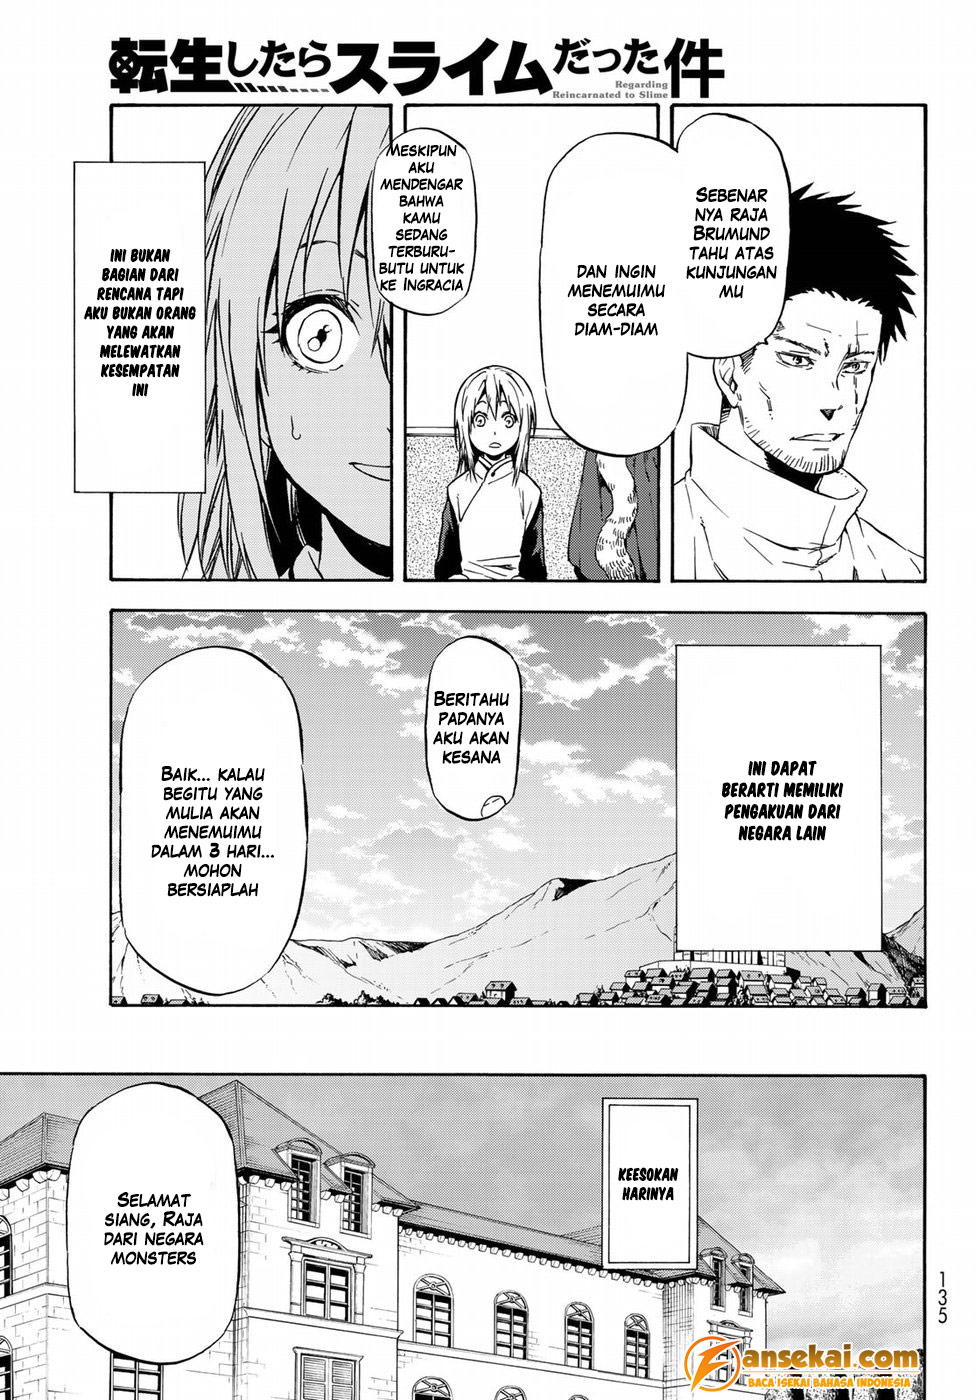 転生したらスライムだった件
Regarding
Reincarnated to Slime
SEBENAR
NYA RAJA
BRUMUND
TAHU ATAS
KUNJUNGAN
MU
DAN INGIN
MENEMUIMU
SECARA
DIAM-DIAM
MESKIPUN
AKU
MENDENGAR
BAHWA
KAMU
SEDANG
TERBURU-
BUTU UNTUK
KE INGRACIA
INI BUKAN
BAGIAN DARI
RENCANA TAPI
AKU BUKAN ORANG
YANG AKAN
MELEWATKAN
KESEMPATAN
INI
INI DAPAT
BERARTI MEMILIKI
PENGAKUAN DARI
NEGARA LAIN
BERITAHU
PADANYA
AKU AKAN
KESANA
BAIK... KALAU
BEGITU YANG
MULIA AKAN
MENEMUIMU
DALAM 3 HARI...
MOHON
BERSIAPLAH
KEESOKAN
HARINYA
SELAMAT
SIANG, RAJA
DARI NEGARA
MONSTERS
135
ansekai.com
BACA ISEKAI BAHASA INDONESIA